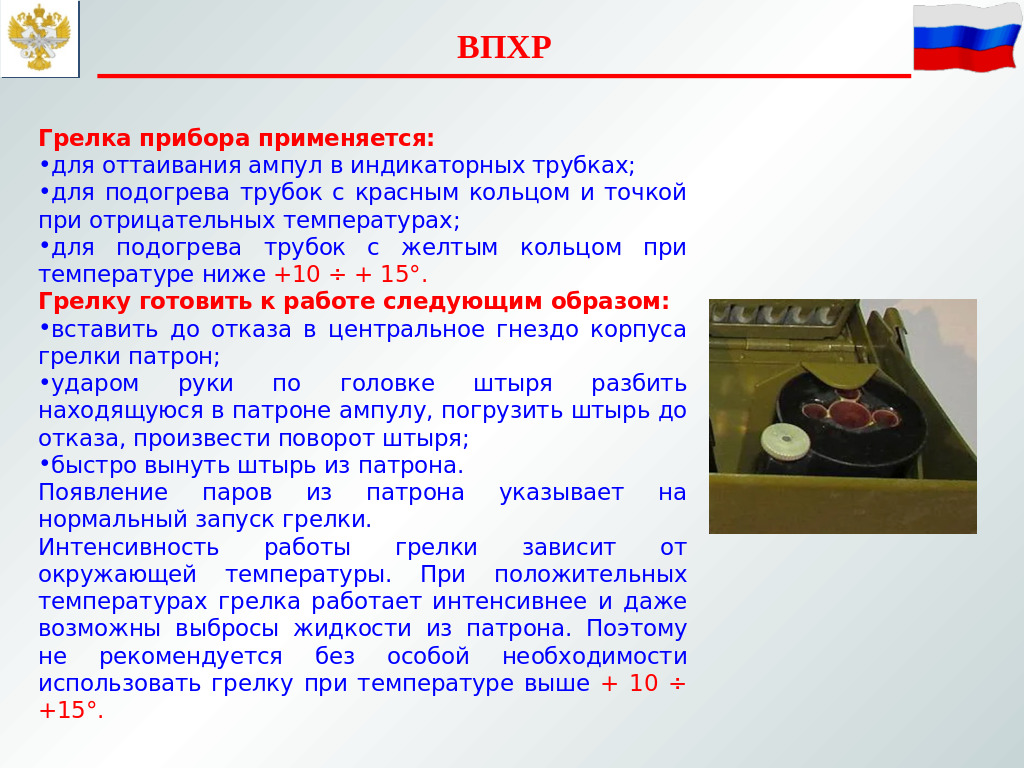 ВПХР
Грелка прибора применяется:
•для оттаивания ампул в индикаторных трубках;
•для подогрева трубок с красным кольцом и точкой
при отрицательных температурах;
•для подогрева трубок с желтым кольцом при
температуре ниже +10 ÷ + 15°.
Грелку готовить к работе следующим образом:
•вставить до отказа в центральное гнездо корпуса
грелки патрон;
•ударом руки по головке штыря разбить
находящуюся в патроне ампулу, погрузить штырь до
отказа, произвести поворот штыря;
•быстро вынуть штырь из патрона.
Появление паров из патрона указывает на
нормальный запуск грелки.
Интенсивность работы грелки зависит от
окружающей температуры. При положительных
температурах грелка работает интенсивнее и даже
возможны выбросы жидкости из патрона. Поэтому
не рекомендуется без особой необходимости
использовать грелку при температуре выше + 10 ÷
+15°.